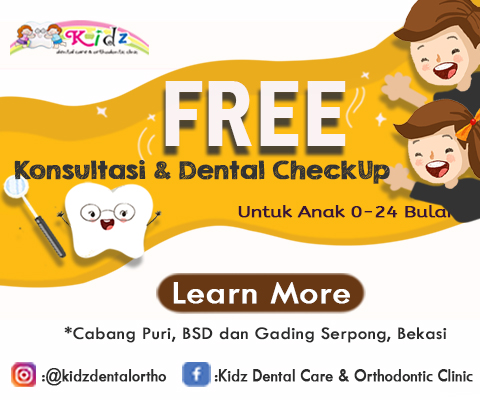 K-idz
dental care & orthodontic clinic
FREE
Konsultasi & Dental CheckUp
Untuk Anak 0-24 Bulan
Learn More
*Cabang Puri, BSD dan Gading Serpong, Bekasi
:@kidzdentalortho :Kidz Dental Care & Orthodontic Clinic